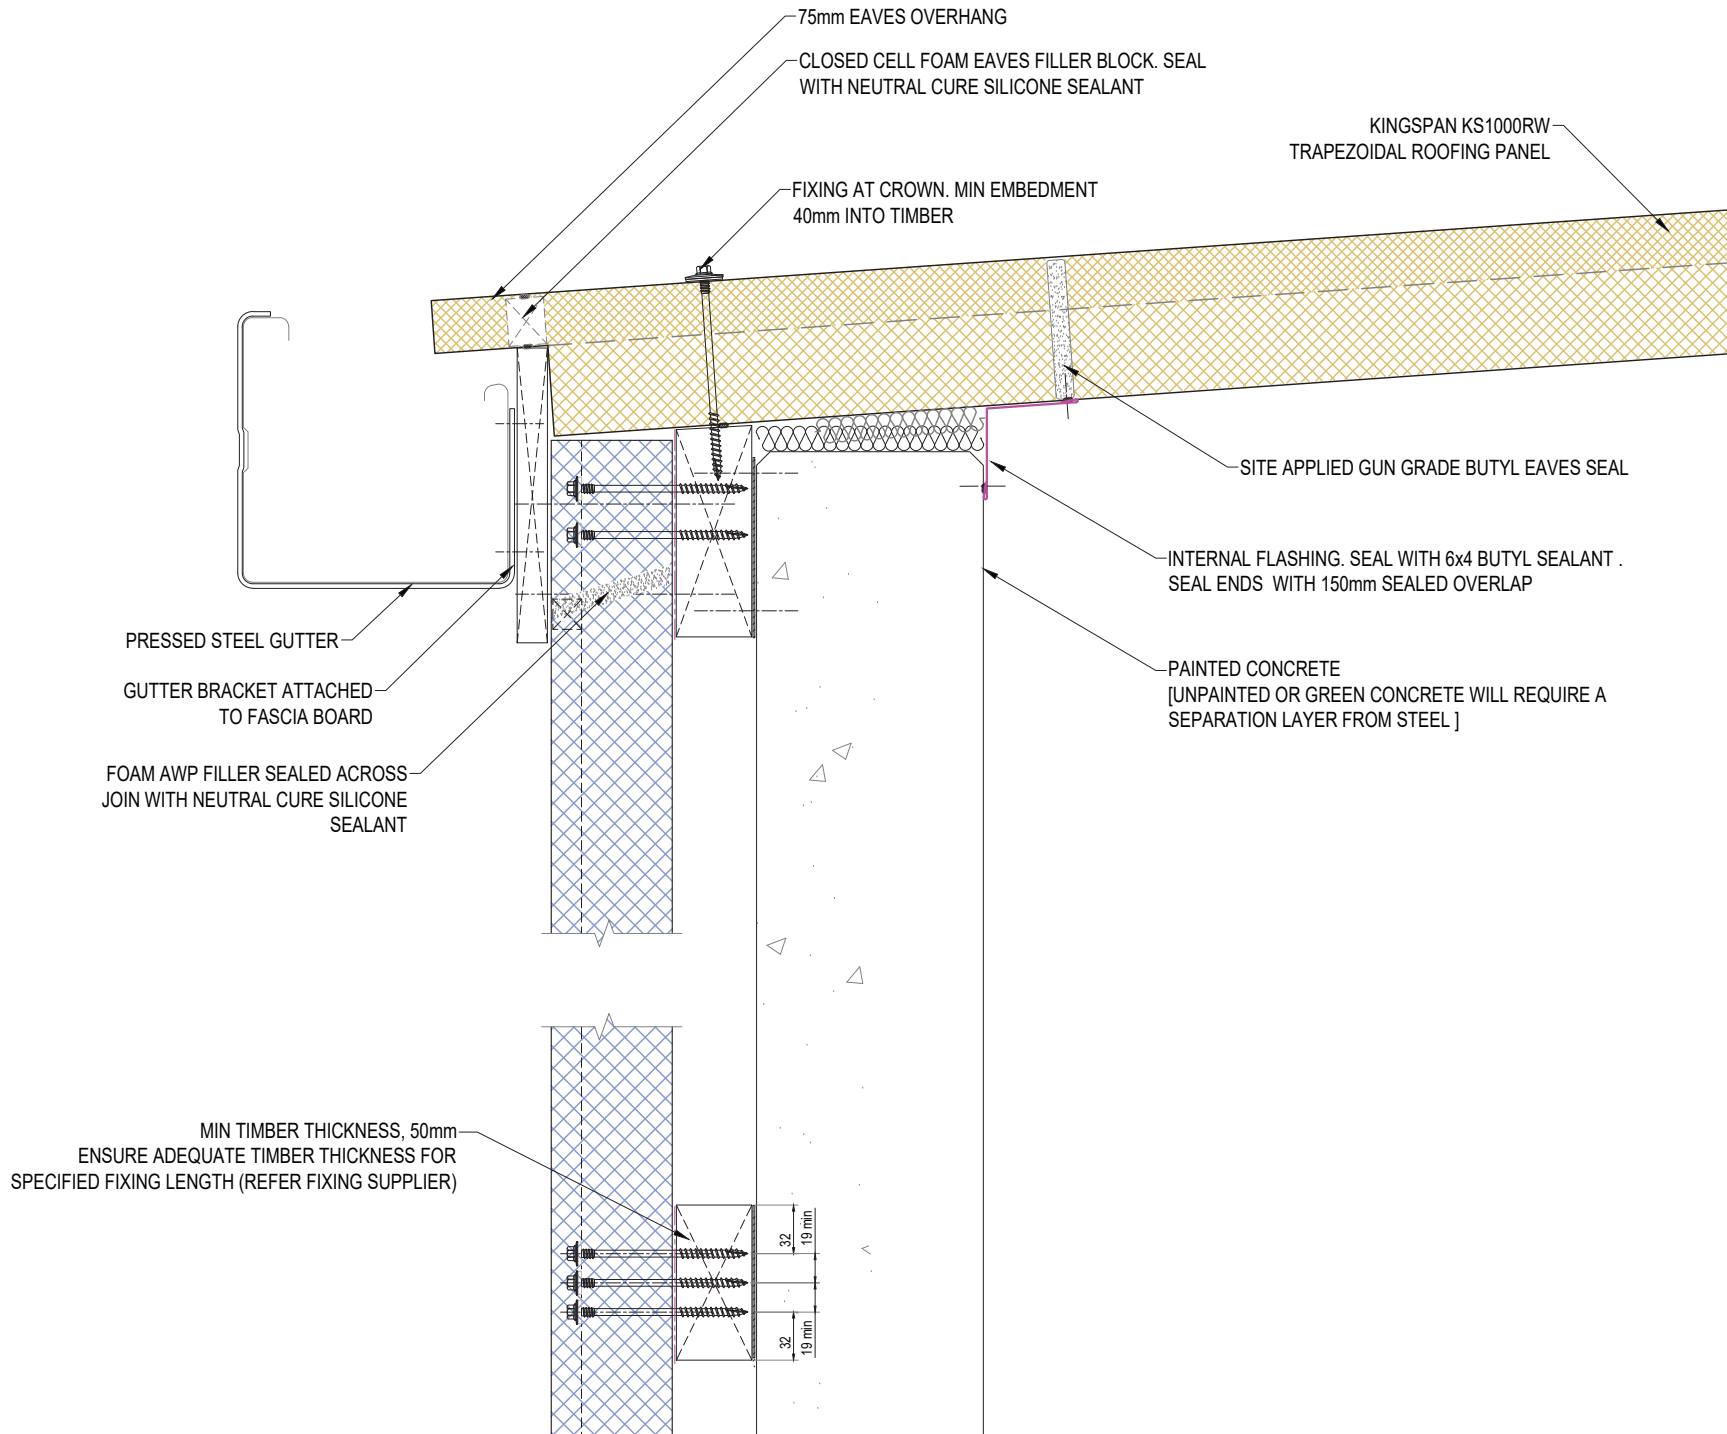 75mm EAVES OVERHANG
CLOSED CELL FOAM EAVES FILLER BLOCK. SEAL
WITH NEUTRAL CURE SILICONE SEALANT
KINGSPAN KS1000RW
TRAPEZOIDAL ROOFING PANEL
FIXING AT CROWN. MIN EMBEDMENT
40mm INTO TIMBER
SITE APPLIED GUN GRADE BUTYL EAVES SEAL
INTERNAL FLASHING. SEAL WITH 6x4 BUTYL SEALANT .
SEAL ENDS WITH 150mm SEALED OVERLAP
PRESSED STEEL GUTTER
PAINTED CONCRETE
[UNPAINTED OR GREEN CONCRETE WILL REQUIRE A
SEPARATION LAYER FROM STEEL ]
GUTTER BRACKET ATTACHED
TO FASCIA BOARD
FOAM AWP FILLER SEALED ACROSS
JOIN WITH NEUTRAL CURE SILICONE
SEALANT
MIN TIMBER THICKNESS, 50mm
ENSURE ADEQUATE TIMBER THICKNESS FOR
SPECIFIED FIXING LENGTH (REFER FIXING SUPPLIER)
32
19 min
32
19 min